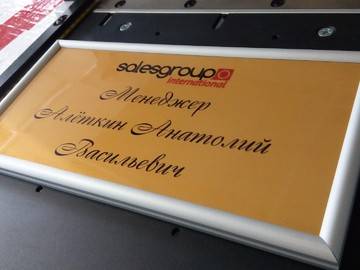 salesgroup
International
Менеджер
Алёткин Анатолий
Васильевич